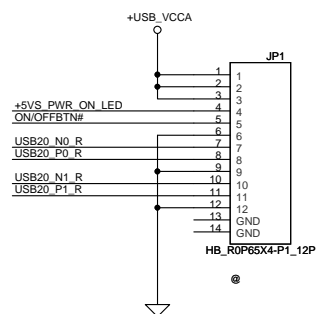 +USB_VCCA
JP1
1 1
2 2
3 3
+5VS_PWR_ON_LED 4 4
ON/OFFBTN# 5 5
6 6
USB20_N0_R 7 7
USB20_P0_R 8 8
9 9
USB20_N1_R 10 10
USB20_P1_R 11 11
12 12
13 GND
14 GND
HB_R0P65X4-P1_12P
@